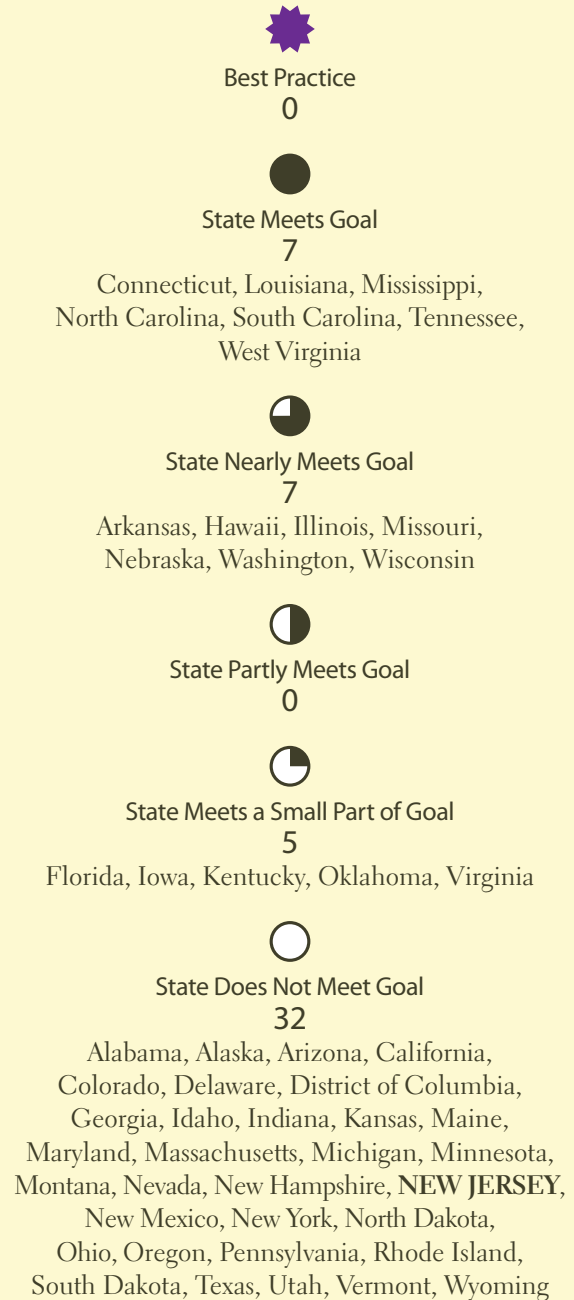 Best Practice
0
State Meets Goal
7
Connecticut, Louisiana, Mississippi,
North Carolina, South Carolina, Tennessee,
West Virginia
State Nearly Meets Goal
7
Arkansas, Hawaii, Illinois, Missouri,
Nebraska, Washington, Wisconsin
State Partly Meets Goal
0
State Meets a Small Part of Goal
5
Florida, Iowa, Kentucky, Oklahoma, Virginia
State Does Not Meet Goal
32
Alabama, Alaska, Arizona, California,
Colorado, Delaware, District of Columbia,
Georgia, Idaho, Indiana, Kansas, Maine,
Maryland, Massachusetts, Michigan, Minnesota,
Montana, Nevada, New Hampshire, NEW JERSEY,
New Mexico, New York, North Dakota,
Ohio, Oregon, Pennsylvania, Rhode Island,
South Dakota, Texas, Utah, Vermont, Wyoming